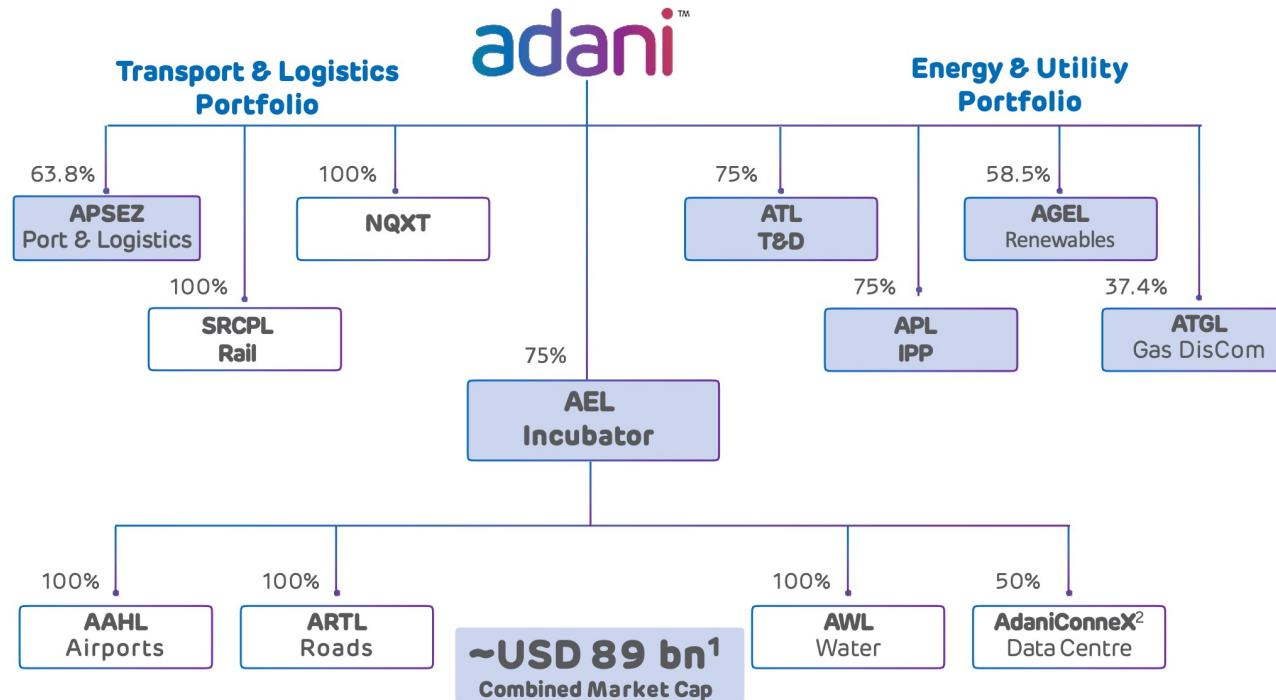 adani™
Transport & Logistics
Portfolio
Energy & Utility
Portfolio
63.8%
APSEZ
Port & Logistics
100%
SRCPL
Rail
100%
NQXT
75%
ATL
T&D
75%
APL
IPP
58.5%
AGEL
Renewables
37.4%
ATGL
Gas DisCom
75%
AEL
Incubator
100%
AAHL
Airports
100%
ARTL
Roads
100%
AWL
Water
50%
AdaniConneX²
Data Centre
~USD 89 bn¹
Combined Market Cap